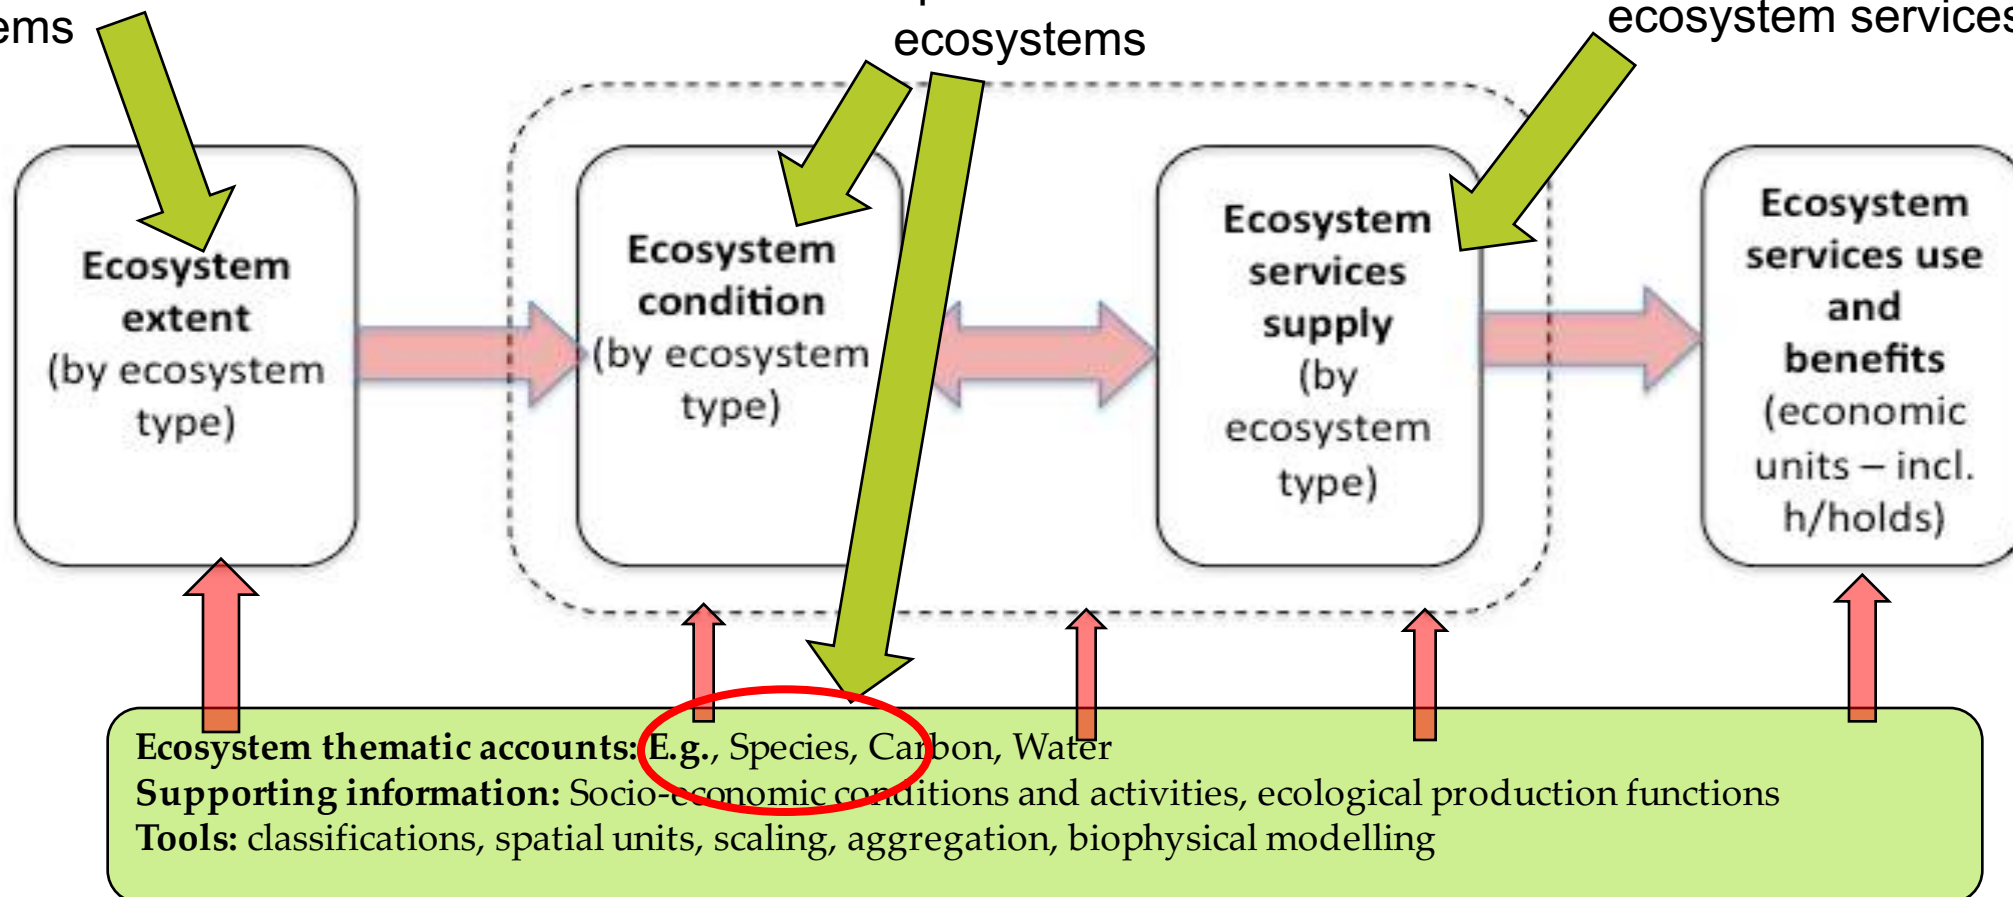 ems
ecosystems
ecosystem services
Ecosystem
extent
(by ecosystem
type)
Ecosystem
condition
(by ecosystem
type)
Ecosystem
services
supply
(by
ecosystem
type)
Ecosystem
services use
and
benefits
(economic
units – incl.
h/holds)
Ecosystem thematic accounts: E.g., Species, Carbon, Water
Supporting information: Socio-economic conditions and activities, ecological production functions
Tools: classifications, spatial units, scaling, aggregation, biophysical modelling